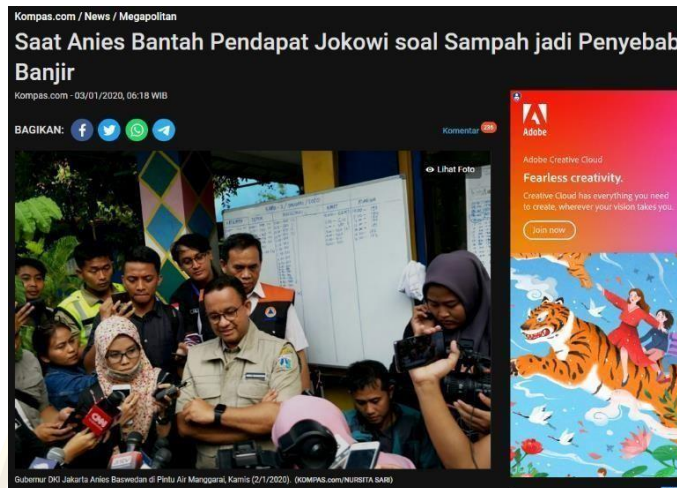 Kompas.com / News / Megapolitan
Saat Anies Bantah Pendapat Jokowi soal Sampah jadi Penyebab
Banjir
Kompas.com - 03/01/2020, 06:18 WIB
BAGIKAN:
Komentar
Lihat Foto
CNN
Gubernur DKI Jakarta Anies Baswedan di Pintu Air Manggarai, Kamis (2/1/2020). (KOMPAS.com/NURSITA SARI)
Adobe
Adobe Creative Cloud
Fearless creativity.
Creative Cloud has everything you need
to create, wherever your vision takes you.
Join now